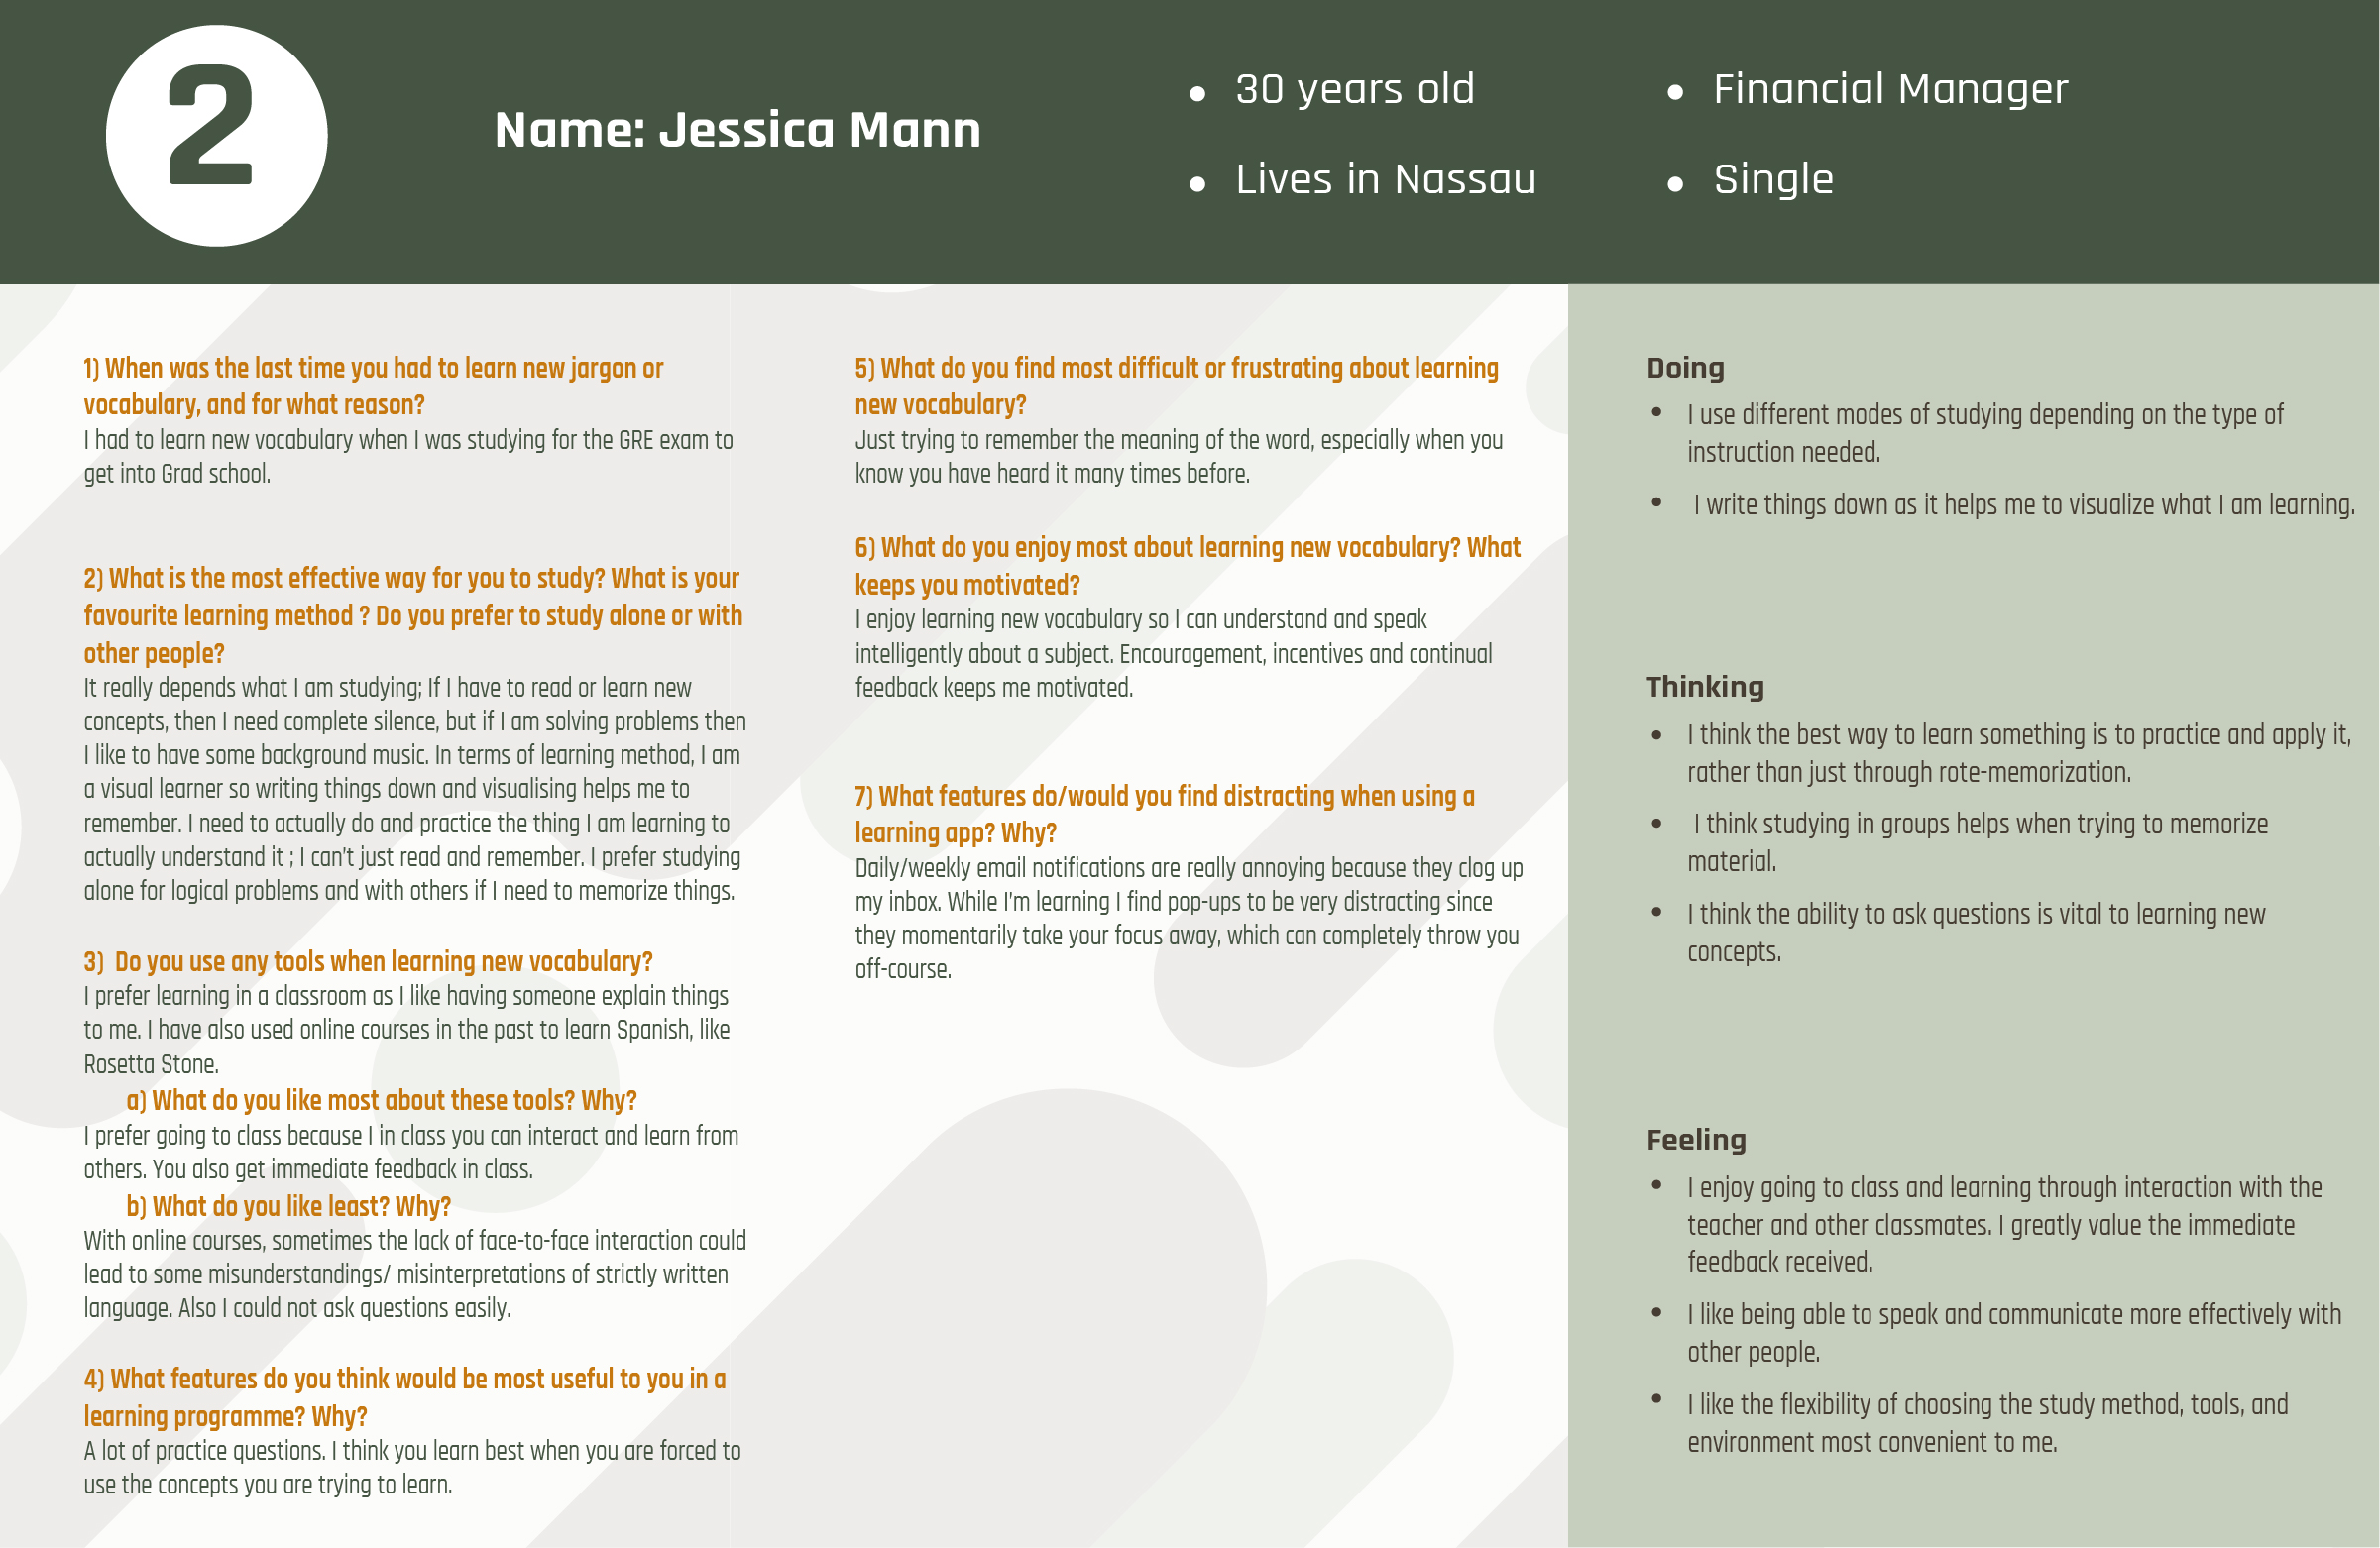 2
Name: Jessica Mann
• 30 years old
• Lives in Nassau
• Financial Manager
• Single
1) When was the last time you had to learn new jargon or
vocabulary, and for what reason?
I had to learn new vocabulary when I was studying for the GRE exam to
get into Grad school.
2) What is the most effective way for you to study? What is your
favourite learning method ? Do you prefer to study alone or with
other people?
It really depends what I am studying; If I have to read or learn new
concepts, then I need complete silence, but if I am solving problems then
I like to have some background music. In terms of learning method, I am
a visual learner so writing things down and visualising helps me to
remember. I need to actually do and practice the thing I am learning to
actually understand it ; I can't just read and remember. I prefer studying
alone for logical problems and with others if I need to memorize things.
3)  Do you use any tools when learning new vocabulary?
I prefer learning in a classroom as I like having someone explain things
to me. I have also used online courses in the past to learn Spanish, like
Rosetta Stone.
a) What do you like most about these tools? Why?
I prefer going to class because I in class you can interact and learn from
others. You also get immediate feedback in class.
b) What do you like least? Why?
With online courses, sometimes the lack of face-to-face interaction could
lead to some misunderstandings/ misinterpretations of strictly written
language. Also I could not ask questions easily.
4) What features do you think would be most useful to you in a
learning programme? Why?
A lot of practice questions. I think you learn best when you are forced to
use the concepts you are trying to learn.
5) What do you find most difficult or frustrating about learning
new vocabulary?
Just trying to remember the meaning of the word, especially when you
know you have heard it many times before.
6) What do you enjoy most about learning new vocabulary? What
keeps you motivated?
I enjoy learning new vocabulary so I can understand and speak
intelligently about a subject. Encouragement, incentives and continual
feedback keeps me motivated.
7) What features do/would you find distracting when using a
learning app? Why?
Daily/weekly email notifications are really annoying because they clog up
my inbox. While I'm learning I find pop-ups to be very distracting since
they momentarily take your focus away, which can completely throw you
off-course.
Doing
• I use different modes of studying depending on the type of
instruction needed.
• I write things down as it helps me to visualize what I am learning.
Thinking
• I think the best way to learn something is to practice and apply it,
rather than just through rote-memorization.
• I think studying in groups helps when trying to memorize
material.
• I think the ability to ask questions is vital to learning new
concepts.
Feeling
• I enjoy going to class and learning through interaction with the
teacher and other classmates. I greatly value the immediate
feedback received.
• I like being able to speak and communicate more effectively with
other people.
• I like the flexibility of choosing the study method, tools, and
environment most convenient to me.